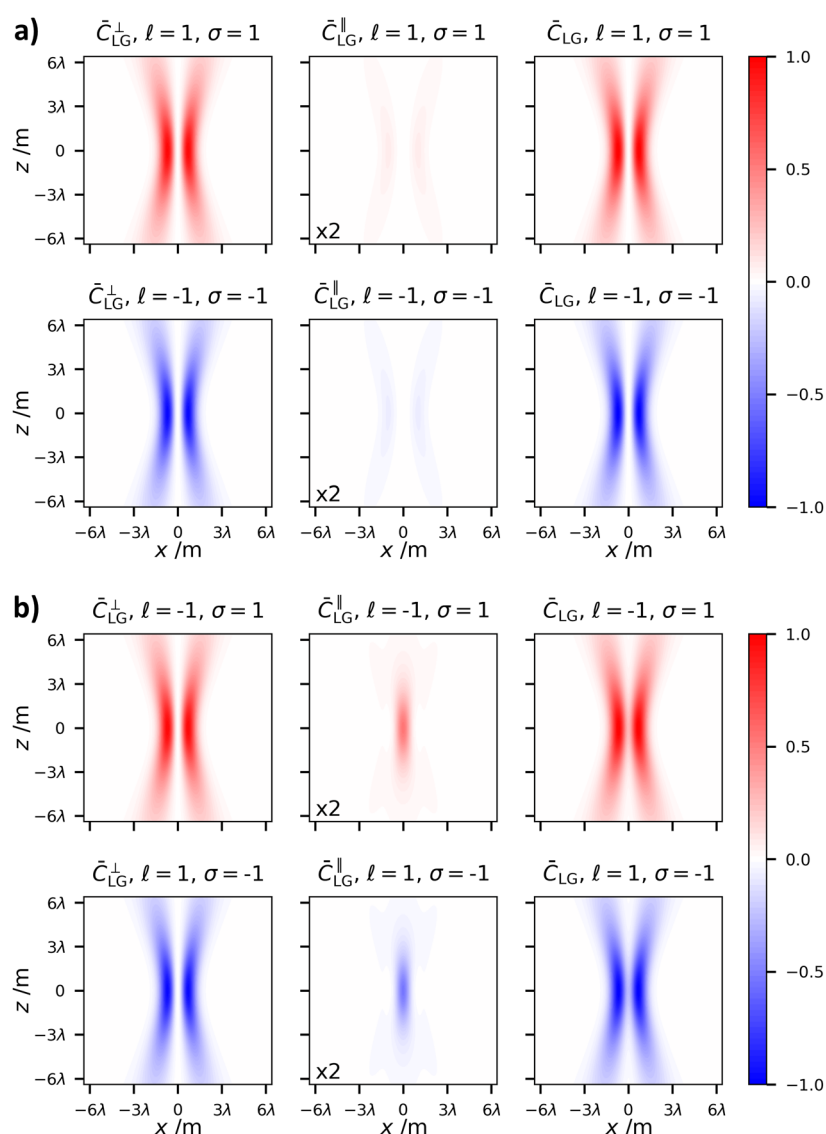 a)
C̄⊥LG, ℓ = 1, σ = 1
C̄∥LG, ℓ = 1, σ = 1
C̄LG, ℓ = 1, σ = 1
6λ
3λ
0
−3λ
−6λ
z /m
x2
1.0
0.5
0.0
−0.5
−1.0
C̄⊥LG, ℓ = -1, σ = -1
C̄∥LG, ℓ = -1, σ = -1
C̄LG, ℓ = -1, σ = -1
6λ
3λ
0
−3λ
−6λ
z /m
x2
−6λ −3λ 0 3λ 6λ
−6λ −3λ 0 3λ 6λ
−6λ −3λ 0 3λ 6λ
x /m
x /m
x /m
b)
C̄⊥LG, ℓ = -1, σ = 1
C̄∥LG, ℓ = -1, σ = 1
C̄LG, ℓ = -1, σ = 1
6λ
3λ
0
−3λ
−6λ
z /m
x2
1.0
0.5
0.0
−0.5
−1.0
C̄⊥LG, ℓ = 1, σ = -1
C̄∥LG, ℓ = 1, σ = -1
C̄LG, ℓ = 1, σ = -1
6λ
3λ
0
−3λ
−6λ
z /m
x2
−6λ −3λ 0 3λ 6λ
−6λ −3λ 0 3λ 6λ
−6λ −3λ 0 3λ 6λ
x /m
x /m
x /m